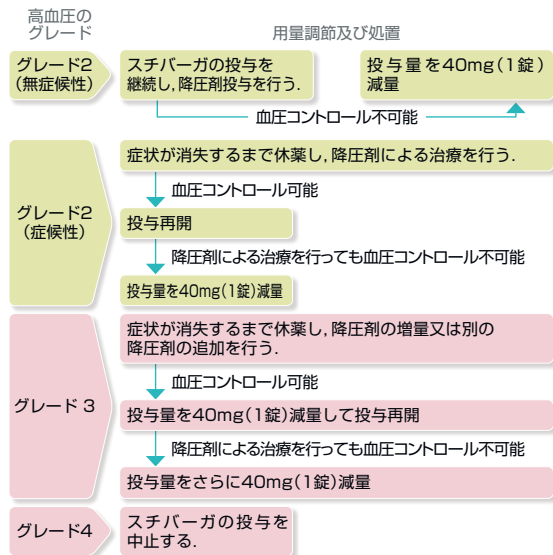 高血圧の
グレード
用量調節及び処置
グレード2
(無症候性)
スチバーガの投与を
継続し,降圧剤投与を行う.
投与量を40mg(1錠)
減量
血圧コントロール不可能
グレード2
(症候性)
症状が消失するまで休薬し,降圧剤による治療を行う.
血圧コントロール可能
投与再開
降圧剤による治療を行っても血圧コントロール不可能
投与量を40mg(1錠)減量
グレード 3
症状が消失するまで休薬し,降圧剤の増量又は別の
降圧剤の追加を行う.
血圧コントロール可能
投与量を40mg(1錠)減量して投与再開
降圧剤による治療を行っても血圧コントロール不可能
投与量をさらに40mg(1錠)減量
グレード4
スチバーガの投与を
中止する.